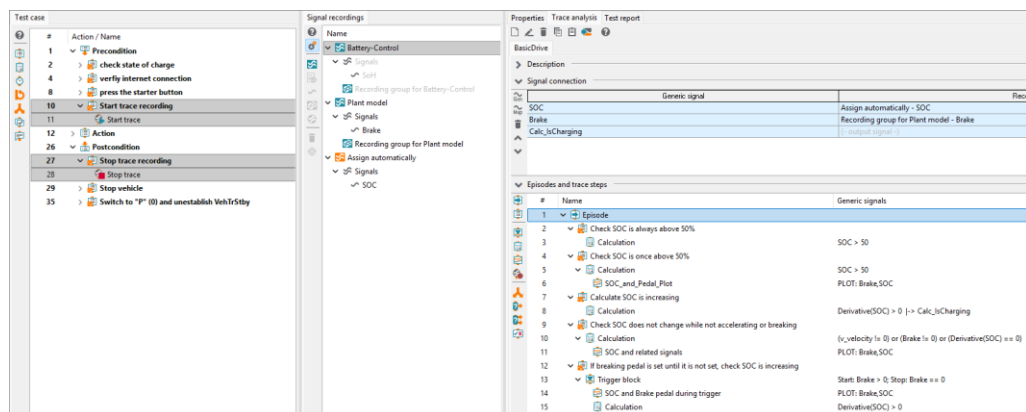 Test case
# Action / Name
1 Precondition
2 check state of charge
4 verfiy internet connection
8 press the starter button
10 Start trace recording
11 Start trace
12 Action
26 Postcondition
27 Stop trace recording
28 Stop trace
29 Stop vehicle
35 Switch to "P" (0) and unestablish VehTrStby
Signal recordings
Name
Battery-Control
Signals
SoH
Recording group for Battery-Control
Plant model
Signals
Brake
Recording group for Plant model
Assign automatically
Signals
SOC
Properties Trace analysis Test report
BasicDrive
Description
Signal connection
Generic signal Reco
SOC Assign automatically - SOC
Brake Recording group for Plant model - Brake
Calc_IsCharging (- output signal -)
Episodes and trace steps
# Name Generic signals
1 Episode
2 Check SOC is always above 50%
3 Calculation SOC > 50
4 Check SOC is once above 50%
5 Calculation SOC > 50
6 SOC_and_Pedal_Plot PLOT: Brake,SOC
7 Calculate SOC is increasing
8 Calculation Derivative(SOC) > 0 |-> Calc_IsCharging
9 Check SOC does not change while not accelerating or breaking
10 Calculation (v_velocity != 0) or (Brake != 0) or (Derivative(SOC) == 0)
11 SOC and related signals PLOT: Brake,SOC
12 If breaking pedal is set until it is not set, check SOC is increasing
13 Trigger block Start: Brake > 0; Stop: Brake == 0
14 SOC and Brake pedal during trigger PLOT: Brake,SOC
15 Calculation Derivative(SOC) > 0